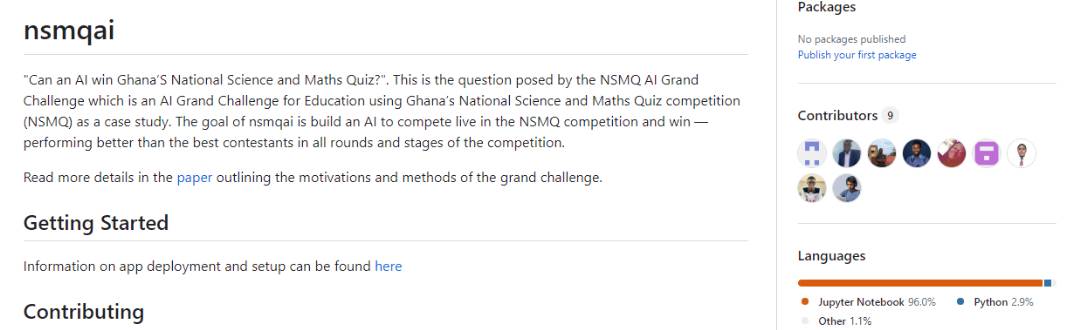 nsmqai
"Can an AI win Ghana'S National Science and Maths Quiz?". This is the question posed by the NSMQ AI Grand
Challenge which is an AI Grand Challenge for Education using Ghana's National Science and Maths Quiz competition
(NSMQ) as a case study. The goal of nsmqai is build an AI to compete live in the NSMQ competition and win —
performing better than the best contestants in all rounds and stages of the competition.
Read more details in the paper outlining the motivations and methods of the grand challenge.
Getting Started
Information on app deployment and setup can be found here
Contributing
Packages
No packages published
Publish your first package
Contributors 9
Languages
Jupyter Notebook 96.0% Python 2.9%
Other 1.1%